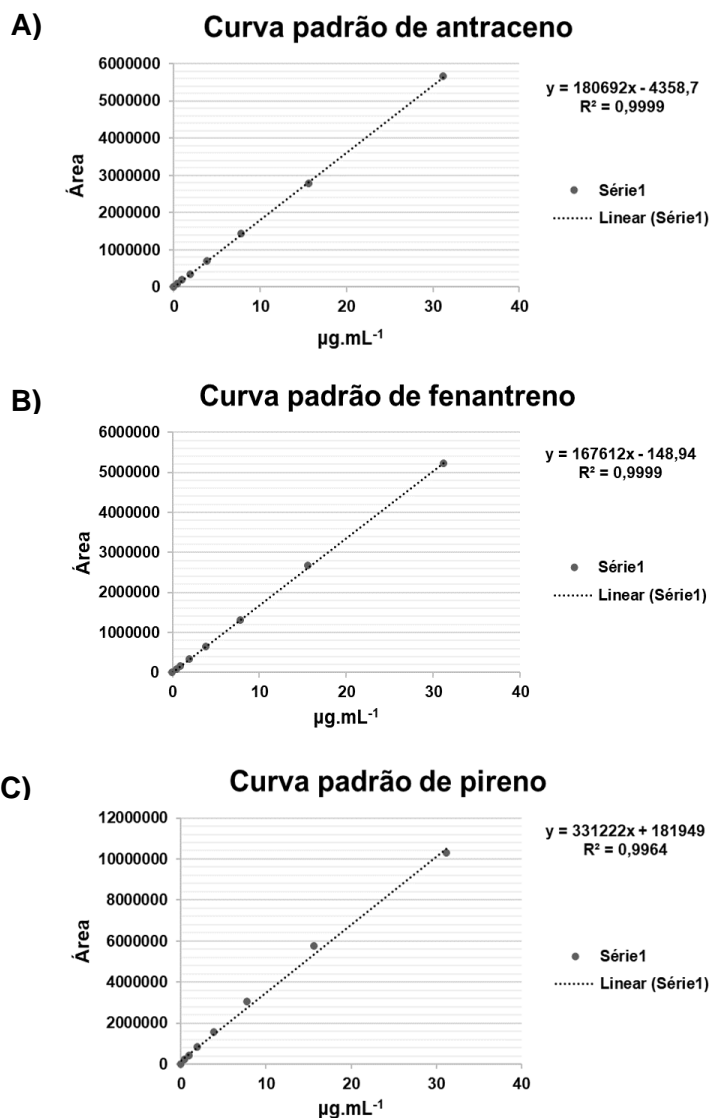 A)
Curva padrão de antraceno
6000000
5000000
4000000
3000000
2000000
1000000
0
Área
0 10 20 30 40
µg.mL⁻¹
y = 180692x - 4358,7
R² = 0,9999
Série1
Linear (Série1)
B)
Curva padrão de fenantreno
6000000
5000000
4000000
3000000
2000000
1000000
0
Área
0 10 20 30 40
µg.mL⁻¹
y = 167612x - 148,94
R² = 0,9999
Série1
Linear (Série1)
C)
Curva padrão de pireno
12000000
10000000
8000000
6000000
4000000
2000000
0
Área
0 10 20 30 40
µg.mL⁻¹
y = 331222x + 181949
R² = 0,9964
Série1
Linear (Série1)